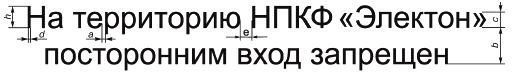 На территорию НПКФ «Электон»
посторонним вход запрещен
h
d
a
e
c
b